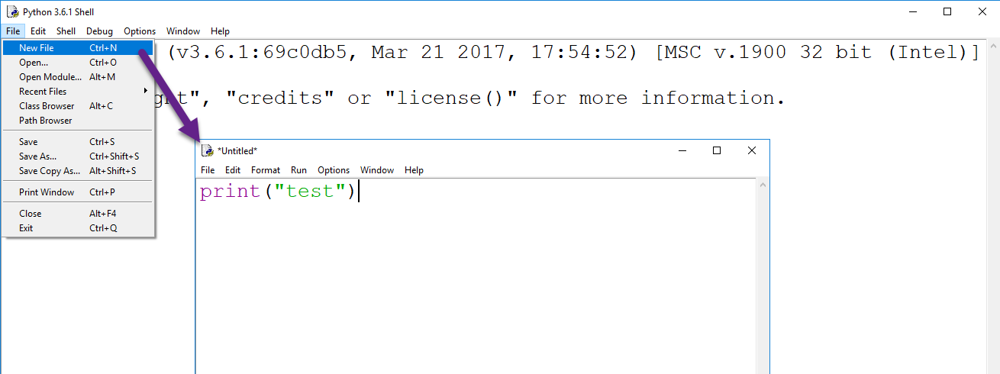 Python 3.6.1 Shell
File Edit Shell Debug Options Window Help
New File Ctrl+N
(v3.6.1:69c0db5, Mar 21 2017, 17:54:52) [MSC v.1900 32 bit (Intel)]
Open... Ctrl+O
Open Module... Alt+M
Recent Files
", "credits" or "license()" for more information.
Class Browser Alt+C
Path Browser
Save Ctrl+S
Save As... Ctrl+Shift+S
Save Copy As... Alt+Shift+S
Print Window Ctrl+P
Close Alt+F4
Exit Ctrl+Q
*Untitled*
File Edit Format Run Options Window Help
print("test")